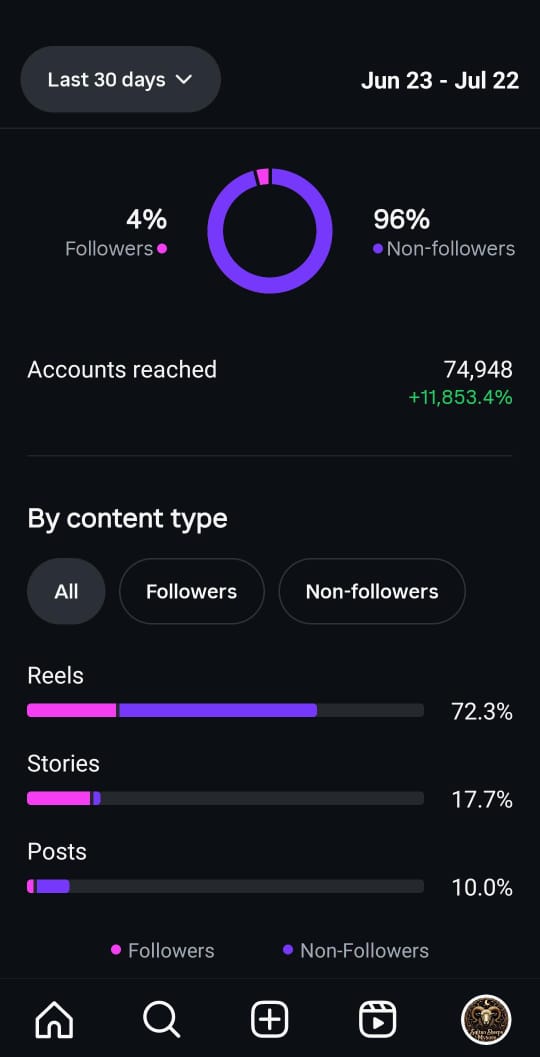 Last 30 days
Jun 23 - Jul 22
4%
Followers
96%
Non-followers
Accounts reached
74,948
+11,853.4%
By content type
All
Followers
Non-followers
Reels
72.3%
Stories
17.7%
Posts
10.0%
Followers
Non-Followers